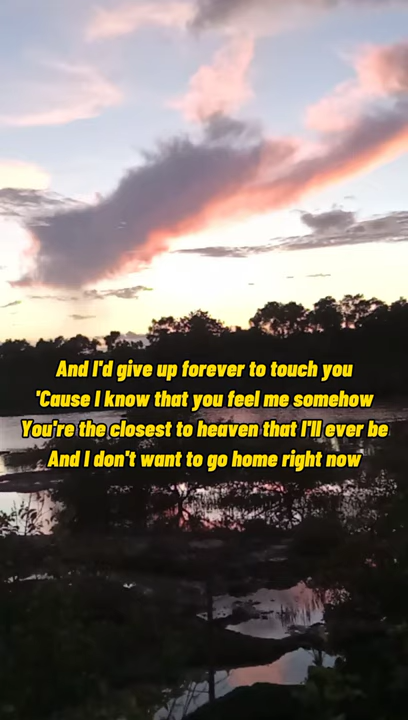 And I'd give up forever to touch you
'Cause I know that you feel me somehow
You're the closest to heaven that I'll ever be
And I don't want to go home right now